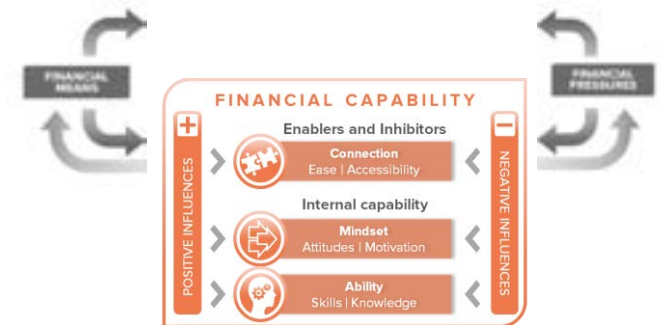 FINANCIAL MEANS
FINANCIAL PRESSURES
FINANCIAL CAPABILITY
+
−
Enablers and Inhibitors
Connection
Ease | Accessibility
Internal capability
Mindset
Attitudes | Motivation
Ability
Skills | Knowledge
POSITIVE INFLUENCES
NEGATIVE INFLUENCES